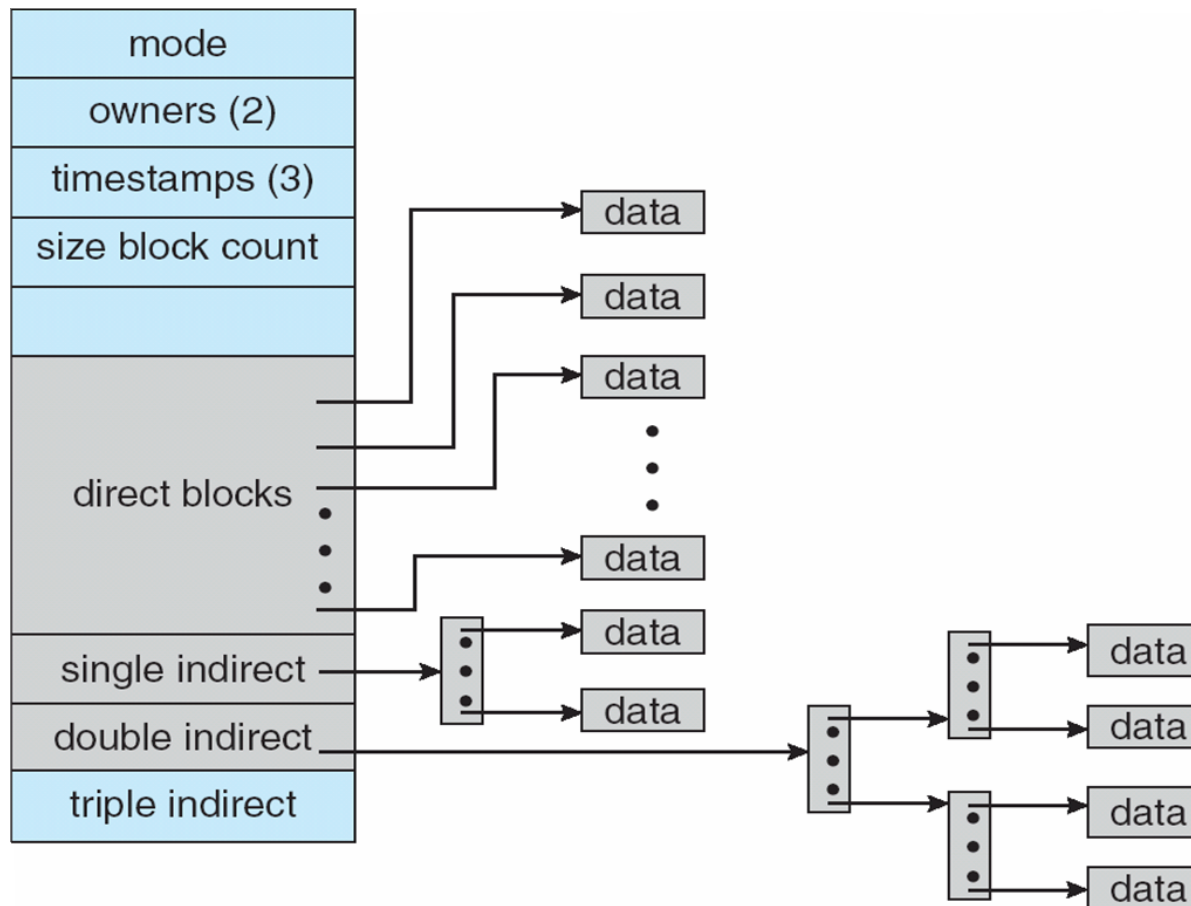 mode
owners (2)
timestamps (3)
size block count
direct blocks
single indirect
double indirect
triple indirect
data
data
data
data
data
data
data
data
data
data